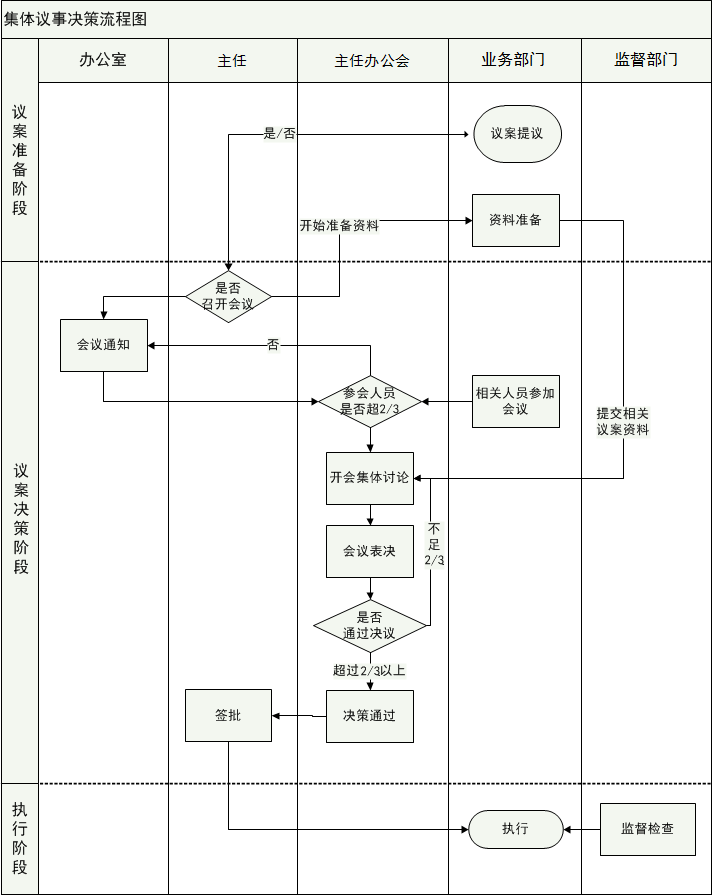 集体议事决策流程图
办公室
主任
主任办公会
业务部门
监督部门
议案准备阶段
是/否
议案提议
开始准备资料
资料准备
是否
召开会议
议案决策阶段
会议通知
否
参会人员
是否超2/3
相关人员参加
会议
提交相关
议案资料
开会集体讨论
不足
2/3
会议表决
是否
通过决议
超过2/3以上
签批
决策通过
执行阶段
执行
监督检查